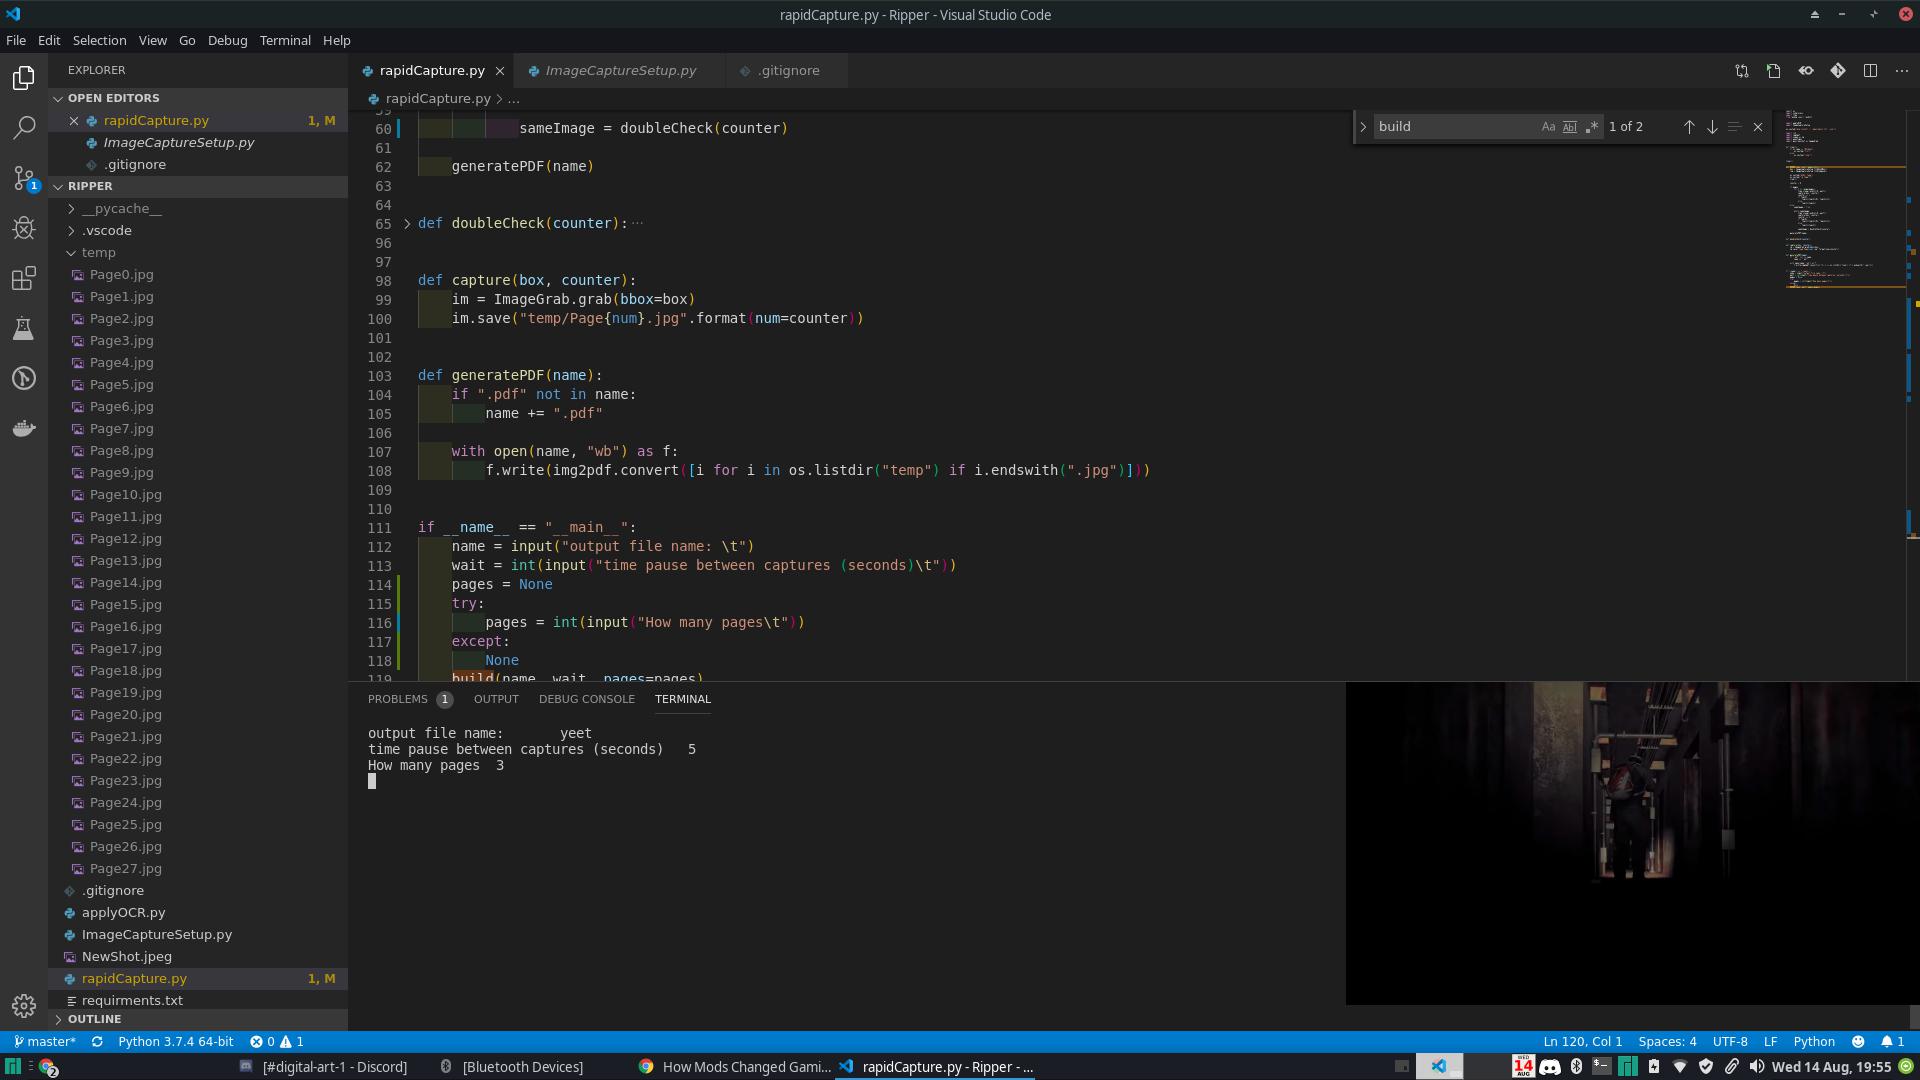 rapidCapture.py - Ripper - Visual Studio Code
File Edit Selection View Go Debug Terminal Help
EXPLORER
OPEN EDITORS
rapidCapture.py 1, M
ImageCaptureSetup.py
.gitignore
RIPPER
__pycache__
.vscode
temp
Page0.jpg
Page1.jpg
Page2.jpg
Page3.jpg
Page4.jpg
Page5.jpg
Page6.jpg
Page7.jpg
Page8.jpg
Page9.jpg
Page10.jpg
Page11.jpg
Page12.jpg
Page13.jpg
Page14.jpg
Page15.jpg
Page16.jpg
Page17.jpg
Page18.jpg
Page19.jpg
Page20.jpg
Page21.jpg
Page22.jpg
Page23.jpg
Page24.jpg
Page25.jpg
Page26.jpg
Page27.jpg
.gitignore
applyOCR.py
ImageCaptureSetup.py
NewShot.jpeg
rapidCapture.py 1, M
requirments.txt
OUTLINE
1
rapidCapture.py ImageCaptureSetup.py .gitignore
rapidCapture.py > ...
build Aa Abl .* 1 of 2
59
60 sameImage = doubleCheck(counter)
61
62 generatePDF(name)
63
64
65 def doubleCheck(counter):...
96
97
98 def capture(box, counter):
99 im = ImageGrab.grab(bbox=box)
100 im.save("temp/Page{num}.jpg".format(num=counter))
101
102
103 def generatePDF(name):
104 if ".pdf" not in name:
105 name += ".pdf"
106
107 with open(name, "wb") as f:
108 f.write(img2pdf.convert([i for i in os.listdir("temp") if i.endswith(".jpg")]))
109
110
111 if __name__ == "__main__":
112 name = input("output file name: \t")
113 wait = int(input("time pause between captures (seconds)\t"))
114 pages = None
115 try:
116 pages = int(input("How many pages\t"))
117 except:
118 None
119 build(name, wait, pages=pages)
PROBLEMS 1 OUTPUT DEBUG CONSOLE TERMINAL
output file name: yeet
time pause between captures (seconds) 5
How many pages 3
master* Python 3.7.4 64-bit 0 1 Ln 120, Col 1 Spaces: 4 UTF-8 LF Python 1
2 [#digital-art-1 - Discord] [Bluetooth Devices] How Mods Changed Gami... rapidCapture.py - Ripper - ... WED 14 AUG Wed 14 Aug, 19:55